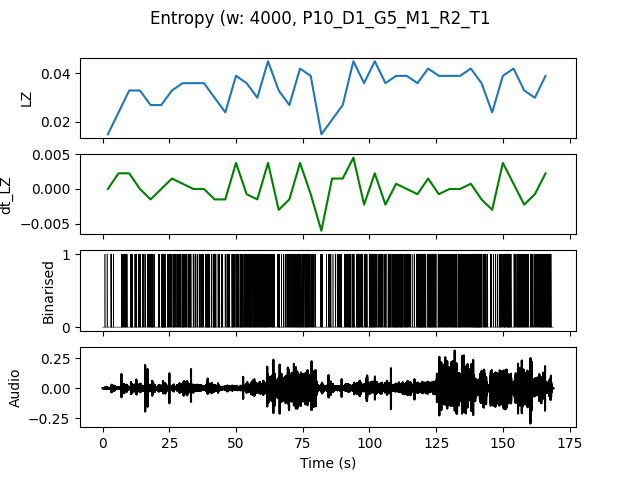 Entropy (w: 4000, P10_D1_G5_M1_R2_T1
LZ
0.04
0.02
dt_LZ
0.005
0.000
−0.005
Binarised
1
0
Audio
0.25
0.00
−0.25
0 25 50 75 100 125 150 175
Time (s)